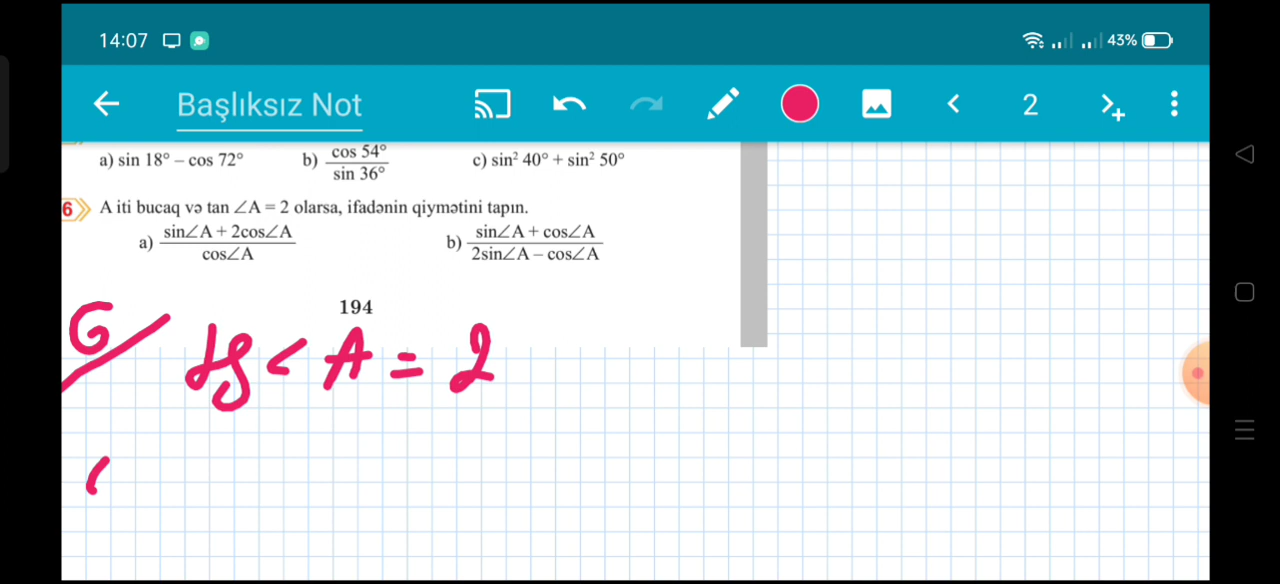 14:07 43%
Başlıksız Not 2
a) sin 18° – cos 72° b) cos 54° / sin 36° c) sin² 40° + sin² 50°
6 A iti bucaq və tan ∠A = 2 olarsa, ifadənin qiymətini tapın.
a) sin∠A + 2cos∠A / cos∠A b) sin∠A + cos∠A / 2sin∠A – cos∠A
194
6 tg < A = 2